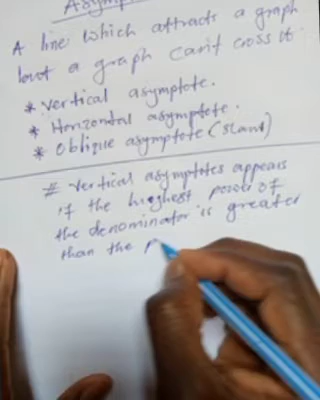 Asymp
A line which attracts a graph
but a graph can't cross it
* Vertical asymptote.
* Horizontal asymptote.
* Oblique asymptote (slant)
# Vertical asymptotes appears
if the highest power of
the denominator is greater
than the p